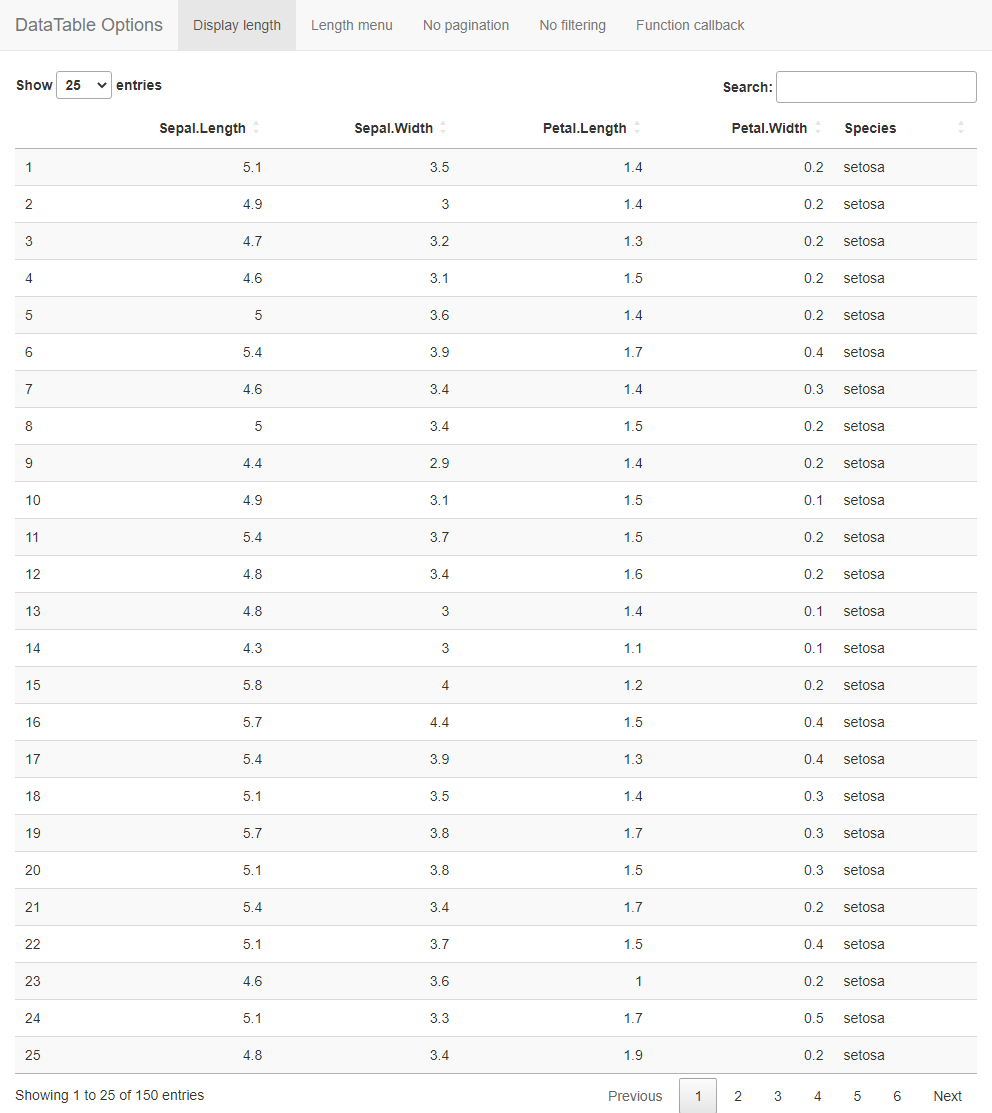 DataTable Options Display length Length menu No pagination No filtering Function callback
Show 25 entries Search:
Sepal.Length Sepal.Width Petal.Length Petal.Width Species
1 5.1 3.5 1.4 0.2 setosa
2 4.9 3 1.4 0.2 setosa
3 4.7 3.2 1.3 0.2 setosa
4 4.6 3.1 1.5 0.2 setosa
5 5 3.6 1.4 0.2 setosa
6 5.4 3.9 1.7 0.4 setosa
7 4.6 3.4 1.4 0.3 setosa
8 5 3.4 1.5 0.2 setosa
9 4.4 2.9 1.4 0.2 setosa
10 4.9 3.1 1.5 0.1 setosa
11 5.4 3.7 1.5 0.2 setosa
12 4.8 3.4 1.6 0.2 setosa
13 4.8 3 1.4 0.1 setosa
14 4.3 3 1.1 0.1 setosa
15 5.8 4 1.2 0.2 setosa
16 5.7 4.4 1.5 0.4 setosa
17 5.4 3.9 1.3 0.4 setosa
18 5.1 3.5 1.4 0.3 setosa
19 5.7 3.8 1.7 0.3 setosa
20 5.1 3.8 1.5 0.3 setosa
21 5.4 3.4 1.7 0.2 setosa
22 5.1 3.7 1.5 0.4 setosa
23 4.6 3.6 1 0.2 setosa
24 5.1 3.3 1.7 0.5 setosa
25 4.8 3.4 1.9 0.2 setosa
Showing 1 to 25 of 150 entries Previous 1 2 3 4 5 6 Next